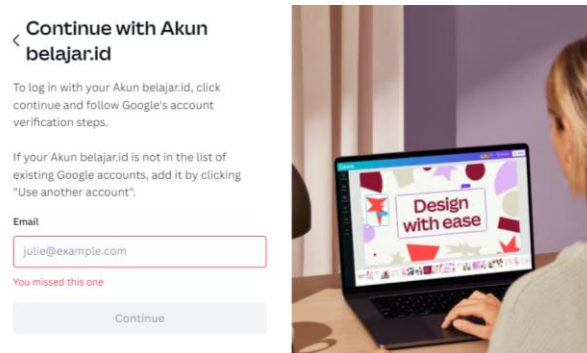 Continue with Akun
belajar.id
To log in with your Akun belajar.id, click
continue and follow Google's account
verification steps.
If your Akun belajar.id is not in the list of
existing Google accounts, add it by clicking
"Use another account".
Email
julie@example.com
You missed this one
Continue
Design
with ease